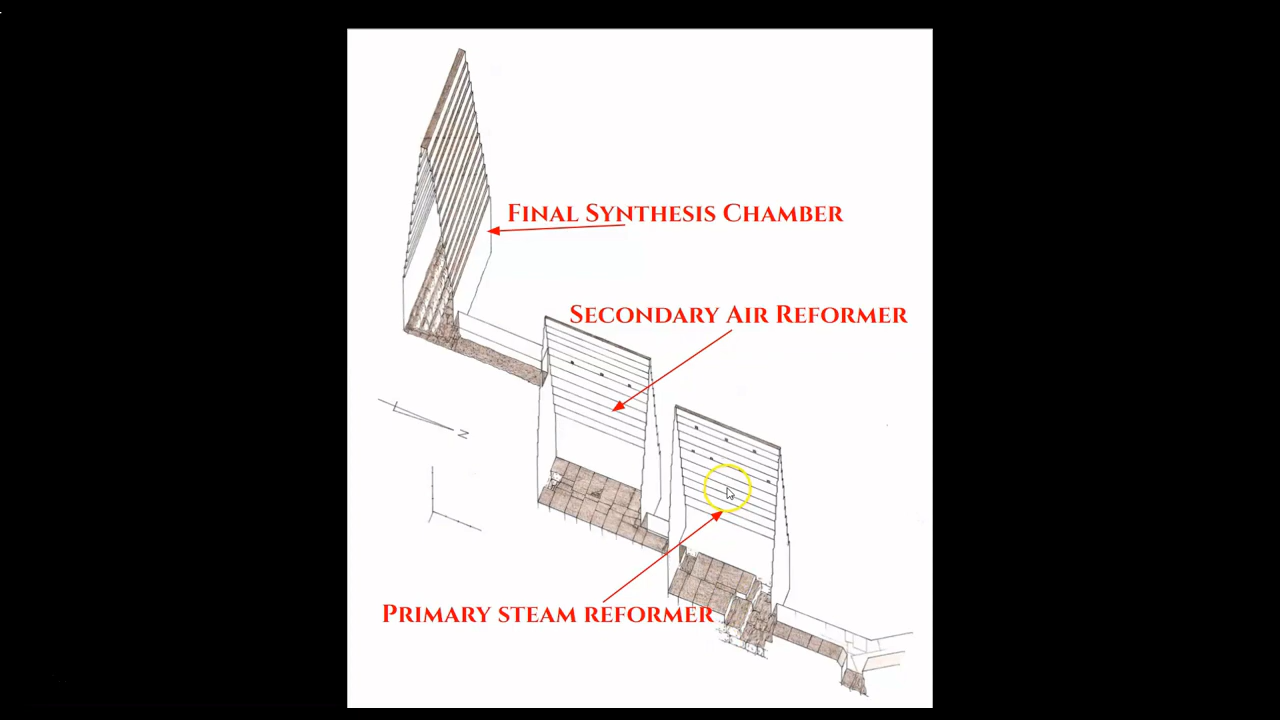 Final Synthesis Chamber
Secondary Air Reformer
N
Primary steam reformer